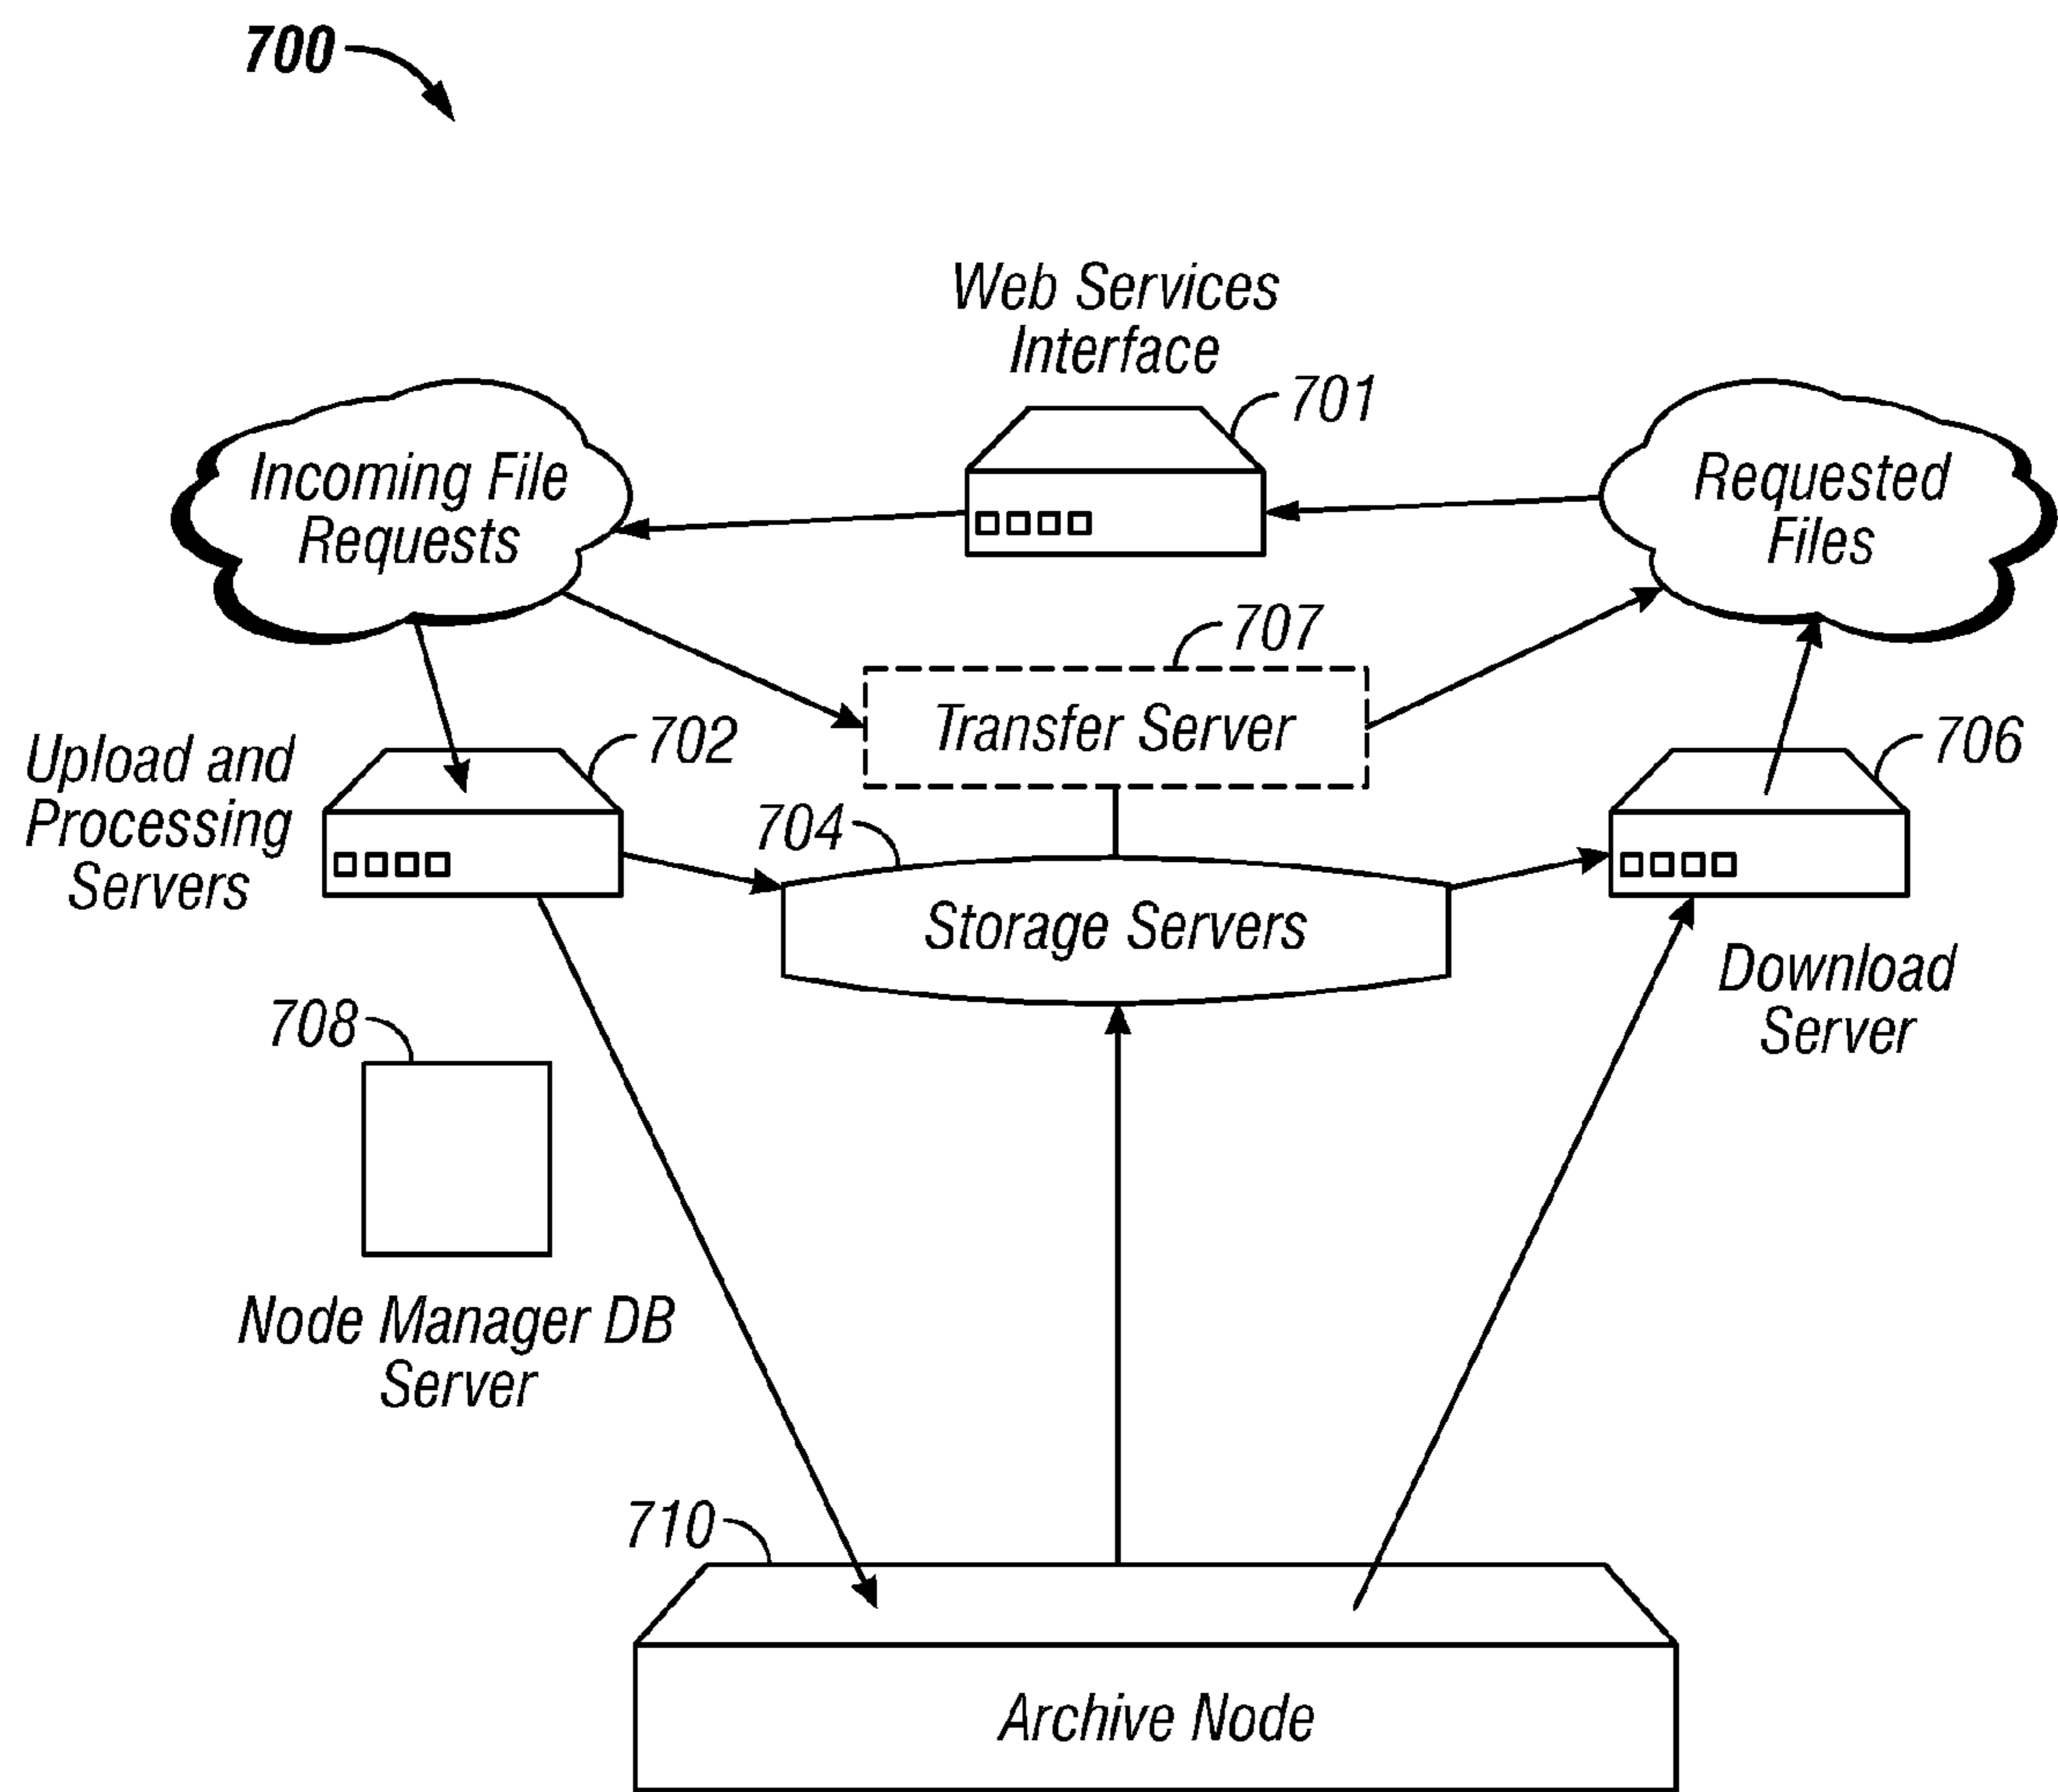 700
Web Services
Interface
701
Incoming File
Requests
Requested
Files
707
Transfer Server
702
Upload and
Processing
Servers
706
704
Storage Servers
Download
Server
708
Node Manager DB
Server
710
Archive Node